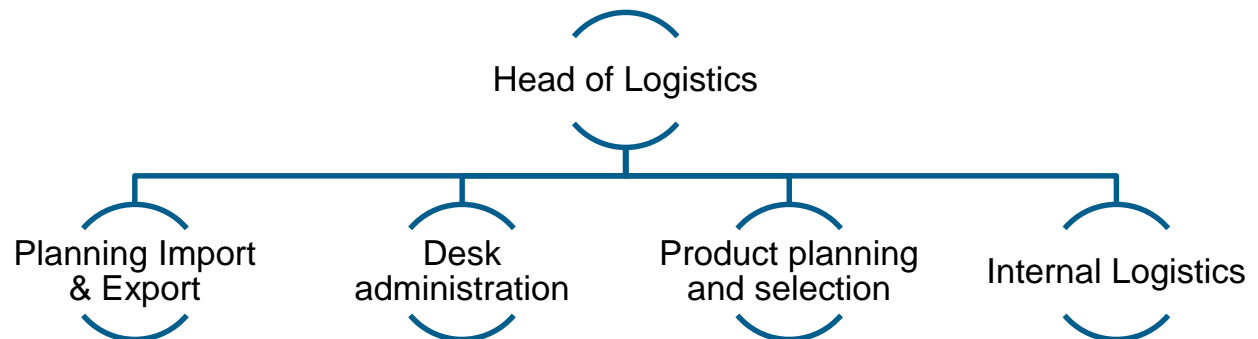 Head of Logistics
Planning Import
& Export
Desk
administration
Product planning
and selection
Internal Logistics